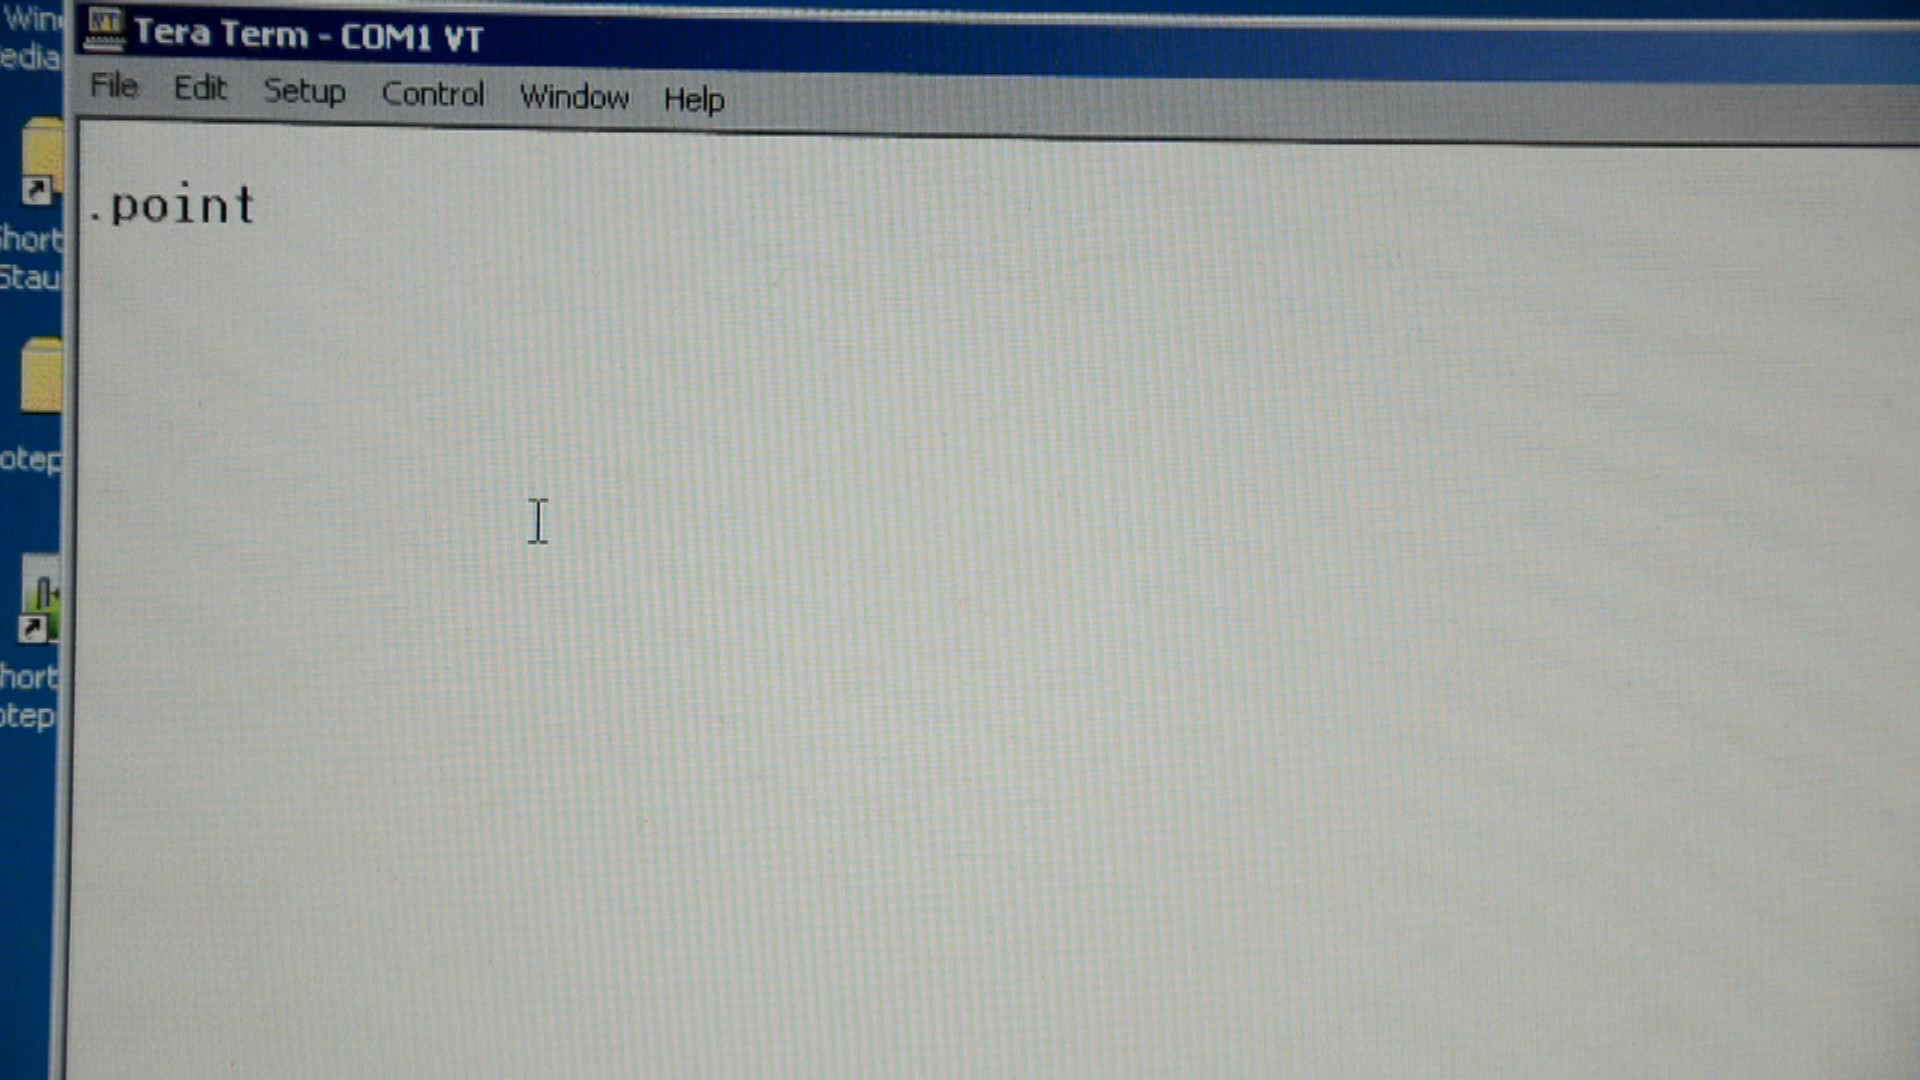 Tera Term - COM1 VT
File Edit Setup Control Window Help
.point